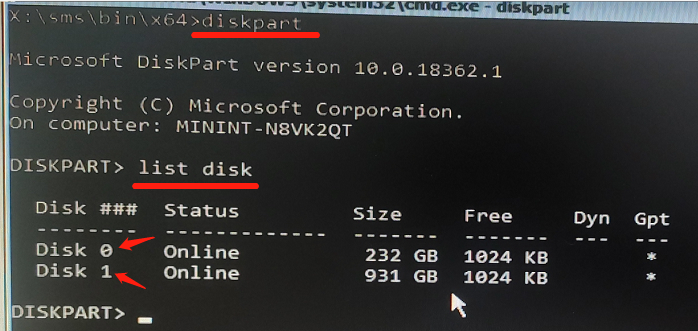 \system32\cmd.exe - diskpart
X:\sms\bin\x64>diskpart
Microsoft DiskPart version 10.0.18362.1
Copyright (C) Microsoft Corporation.
On computer: MININT-N8VK2QT
DISKPART> list disk
Disk ### Status Size Free Dyn Gpt
-------- ------------- ------- ------- --- ---
Disk 0 Online 232 GB 1024 KB *
Disk 1 Online 931 GB 1024 KB *
DISKPART>